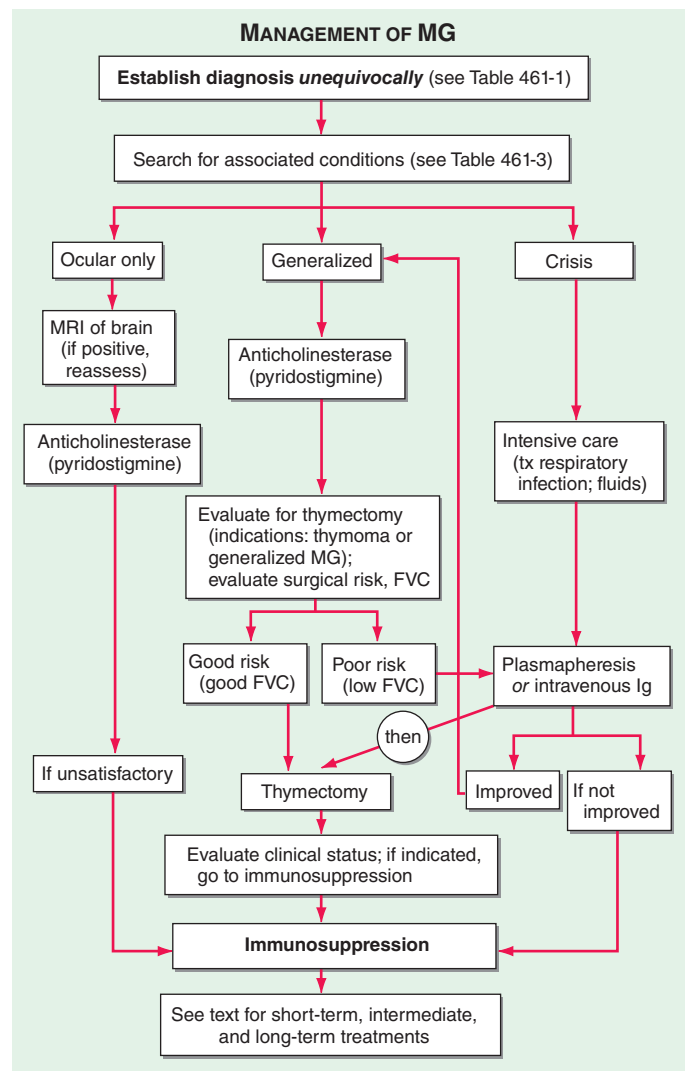 MANAGEMENT OF MG
Establish diagnosis unequivocally (see Table 461-1)
Search for associated conditions (see Table 461-3)
Ocular only
Generalized
Crisis
MRI of brain
(if positive,
reassess)
Anticholinesterase
(pyridostigmine)
Anticholinesterase
(pyridostigmine)
Intensive care
(tx respiratory
infection; fluids)
Evaluate for thymectomy
(indications: thymoma or
generalized MG);
evaluate surgical risk, FVC
Good risk
(good FVC)
Poor risk
(low FVC)
Plasmapheresis
or intravenous Ig
then
If unsatisfactory
Thymectomy
Improved
If not
improved
Evaluate clinical status; if indicated,
go to immunosuppression
Immunosuppression
See text for short-term, intermediate,
and long-term treatments